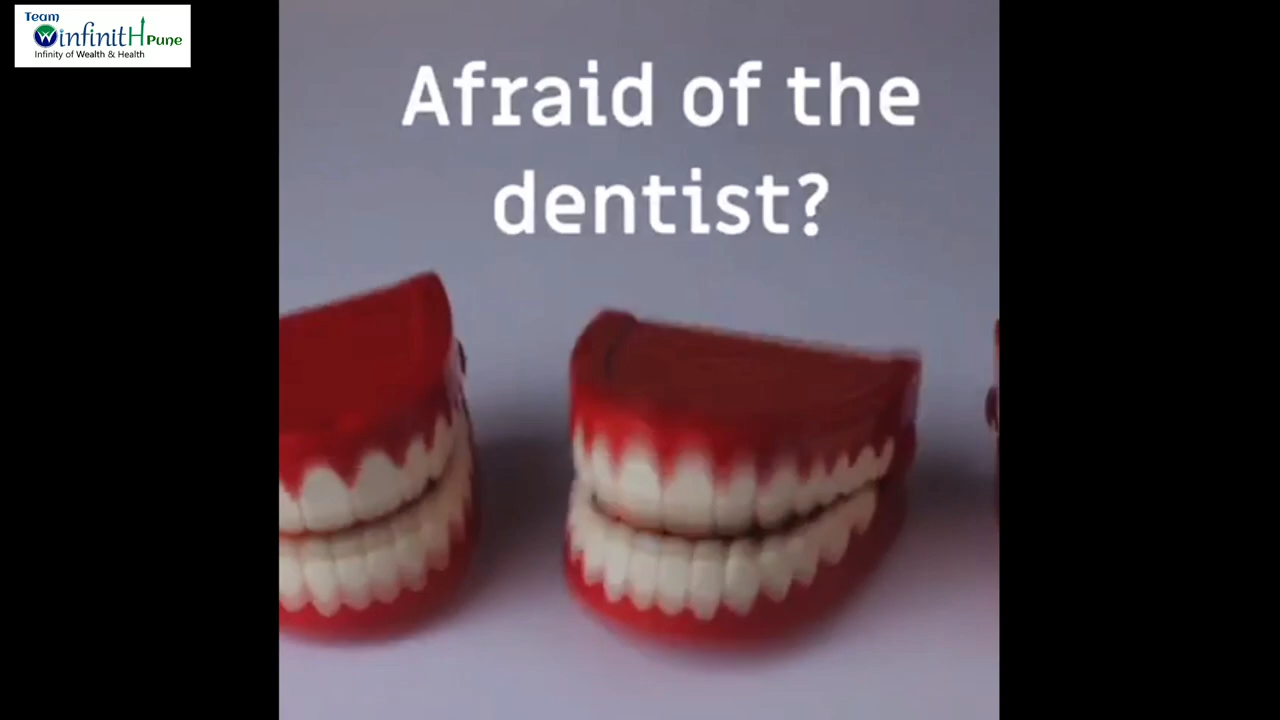 Team
WinfinitH Pune
Infinity of Wealth & Health
Afraid of the
dentist?